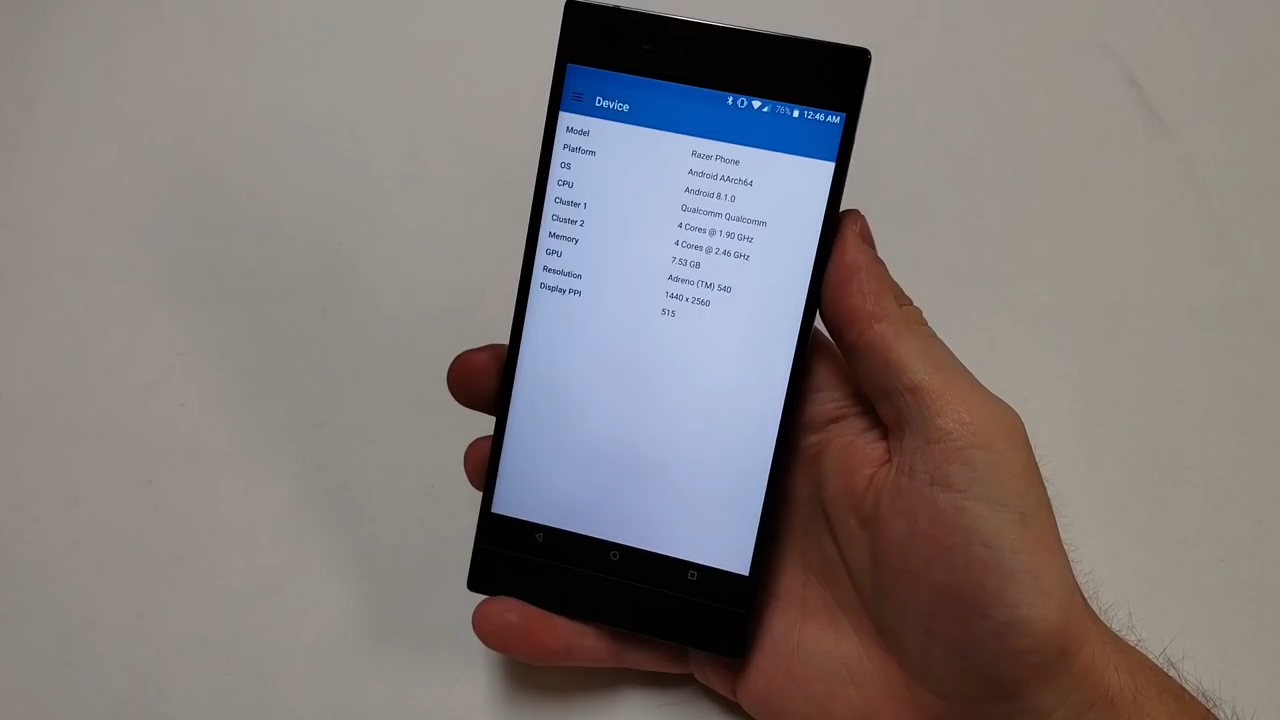 76% 12:46 AM
Device
Model Razer Phone
Platform Android AArch64
OS Android 8.1.0
CPU Qualcomm Qualcomm
Cluster 1 4 Cores @ 1.90 GHz
Cluster 2 4 Cores @ 2.46 GHz
Memory 7.53 GB
GPU Adreno (TM) 540
Resolution 1440 x 2560
Display PPI 515